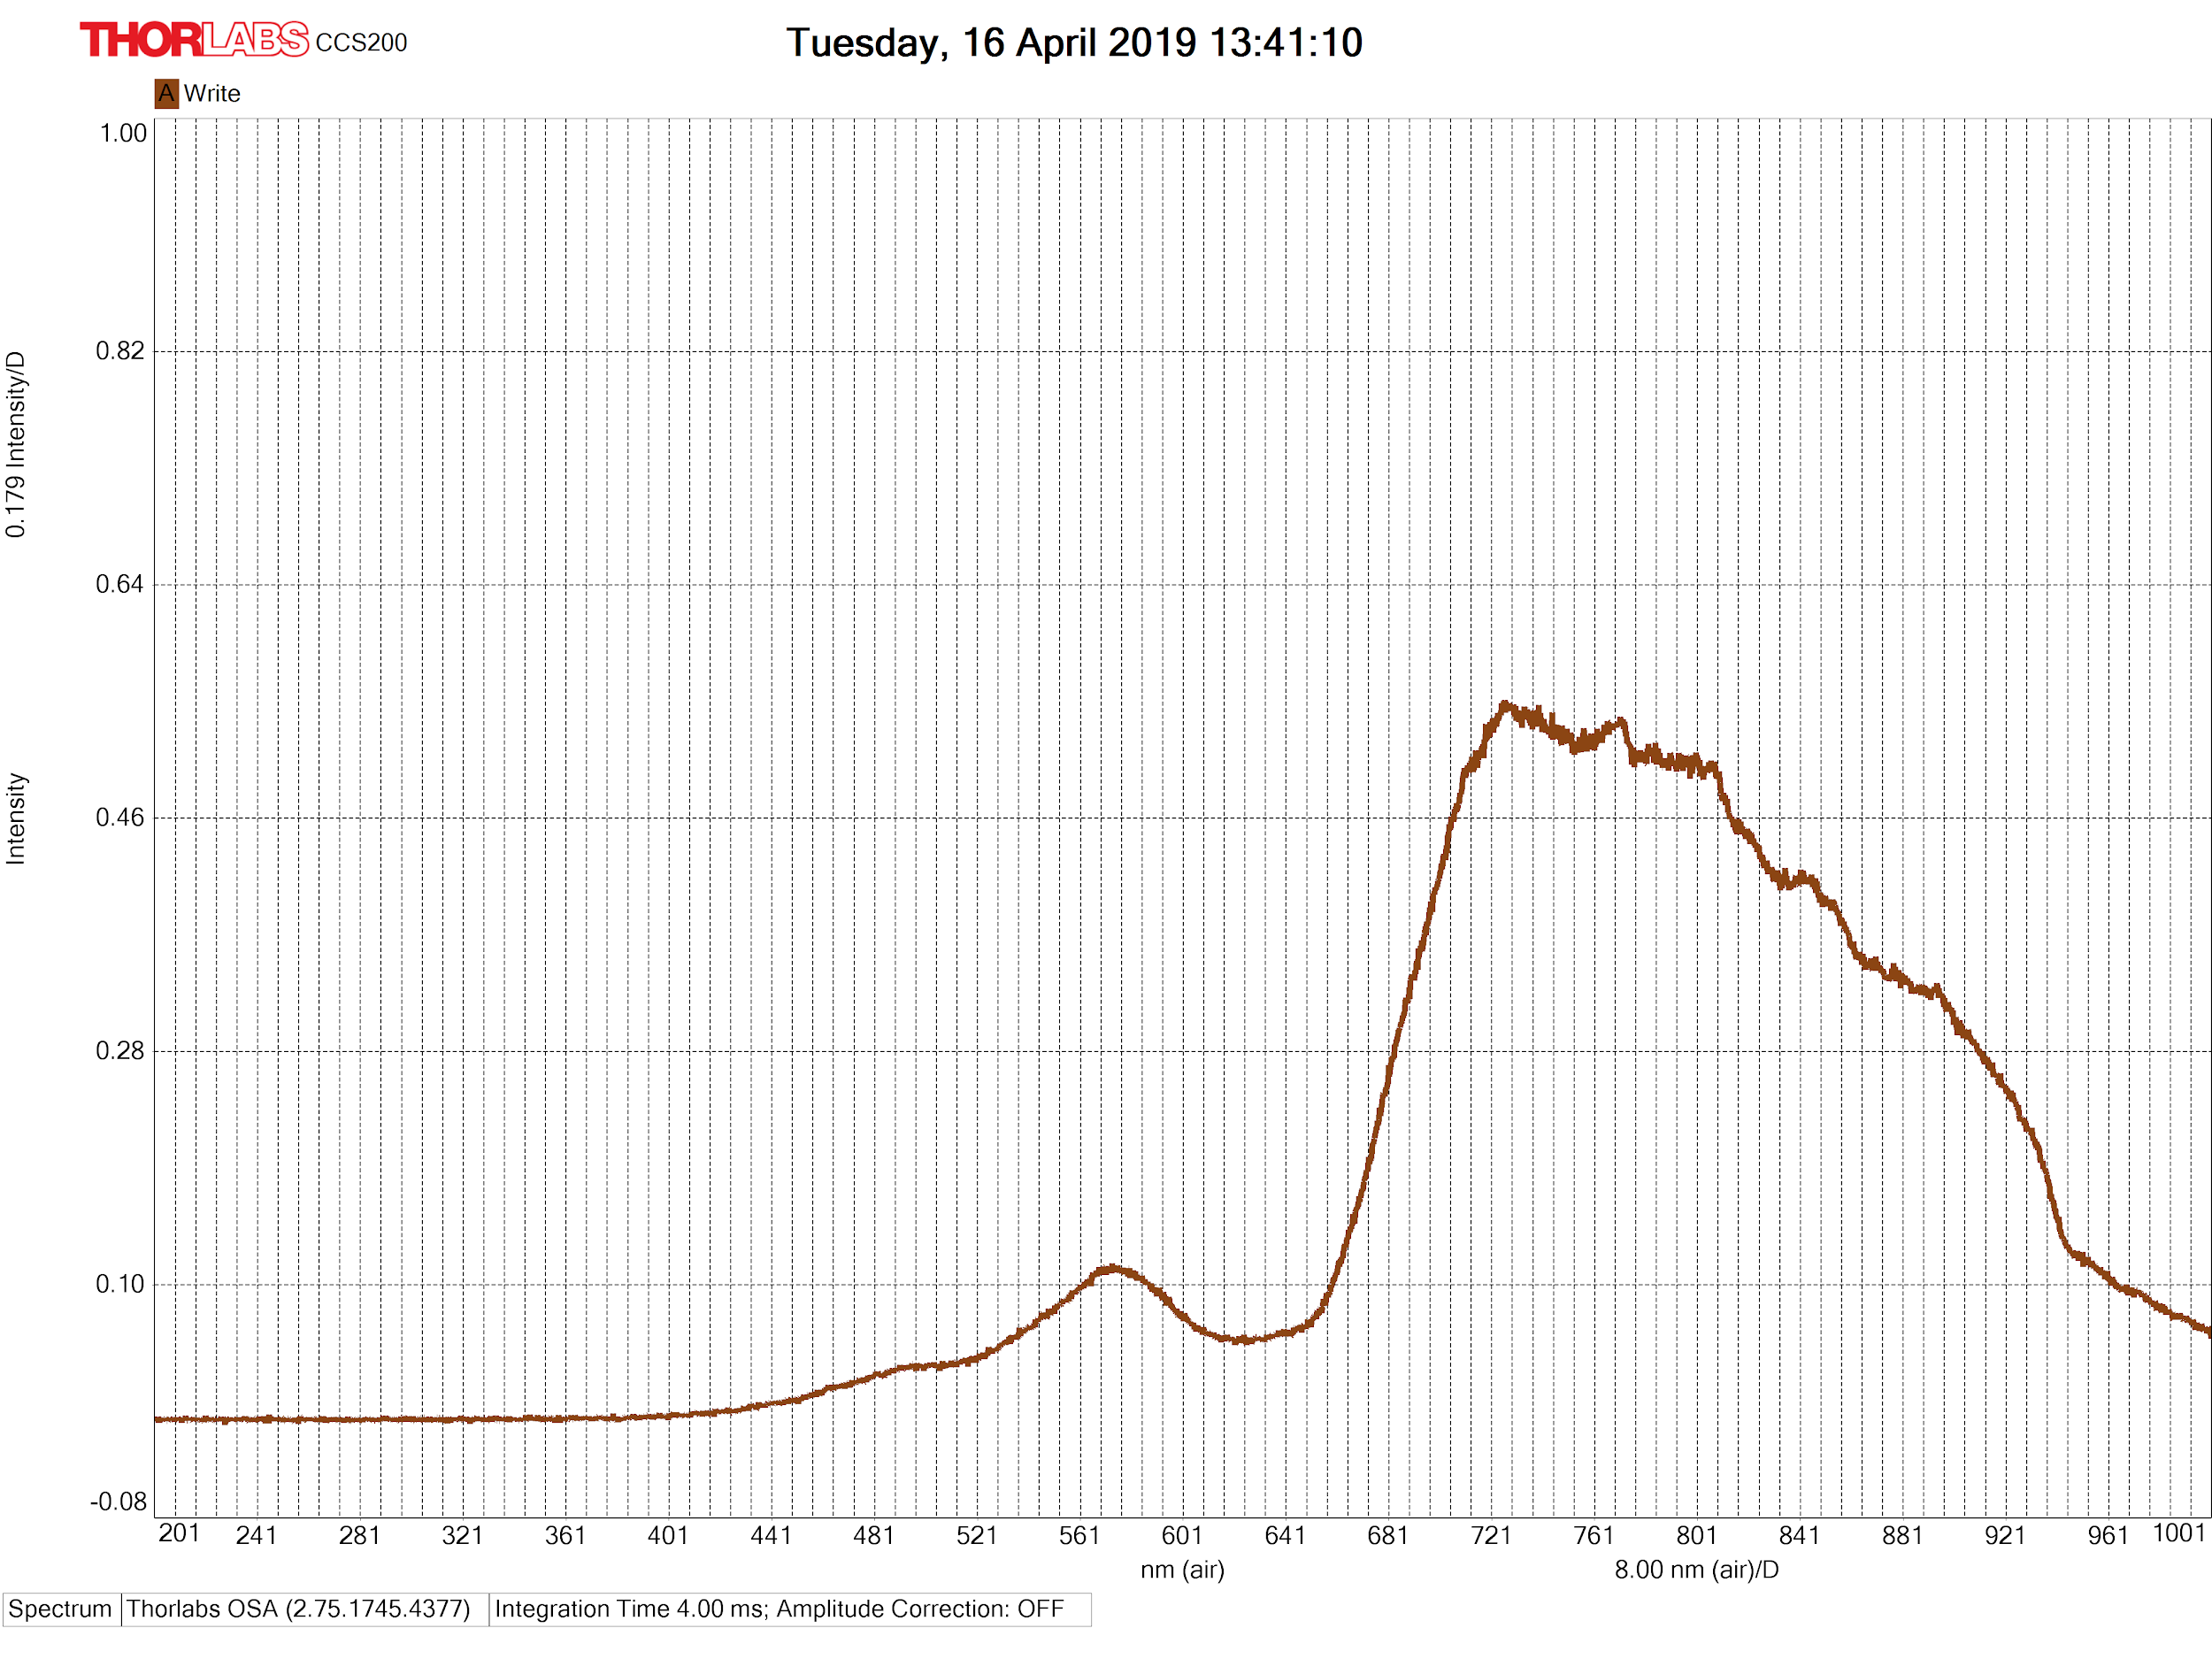 THORLABS CCS200
Tuesday, 16 April 2019 13:41:10
A Write
1.00
0.82
0.64
0.46
0.28
0.10
-0.08
0.179 Intensity/D
Intensity
201 241 281 321 361 401 441 481 521 561 601 641 681 721 761 801 841 881 921 961 1001
nm (air) 8.00 nm (air)/D
Spectrum Thorlabs OSA (2.75.1745.4377) Integration Time 4.00 ms; Amplitude Correction: OFF